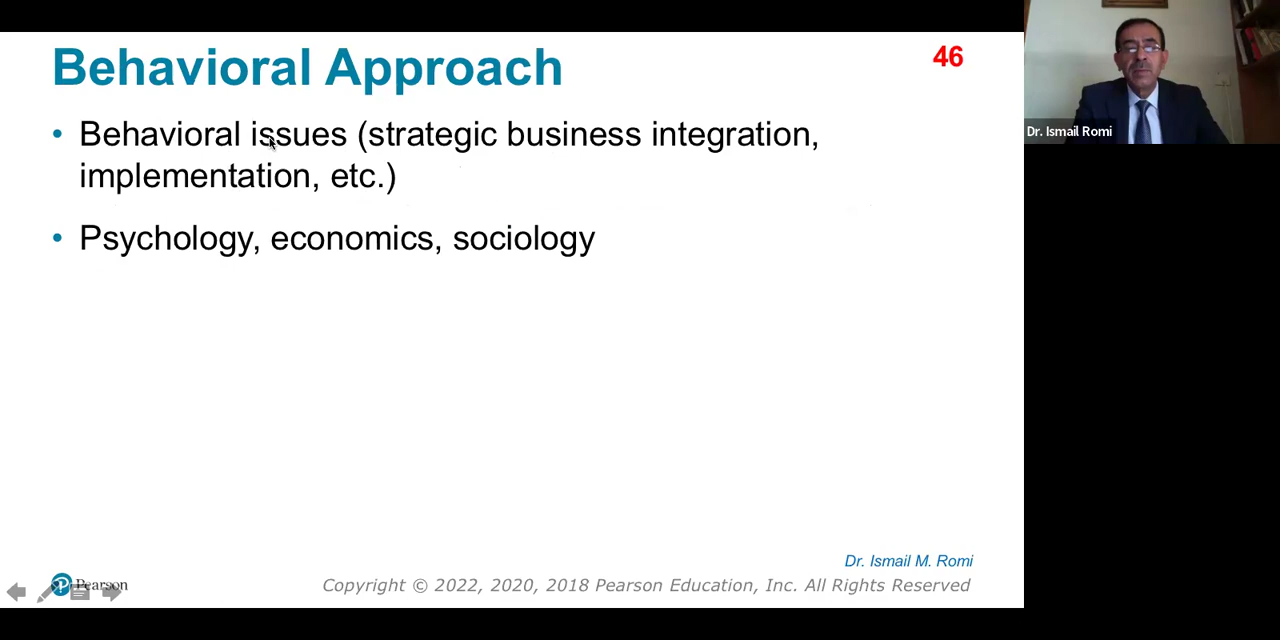 Behavioral Approach
46
• Behavioral issues (strategic business integration,
implementation, etc.)
• Psychology, economics, sociology
Dr. Ismail M. Romi
Pearson
Copyright © 2022, 2020, 2018 Pearson Education, Inc. All Rights Reserved
Dr. Ismail Romi